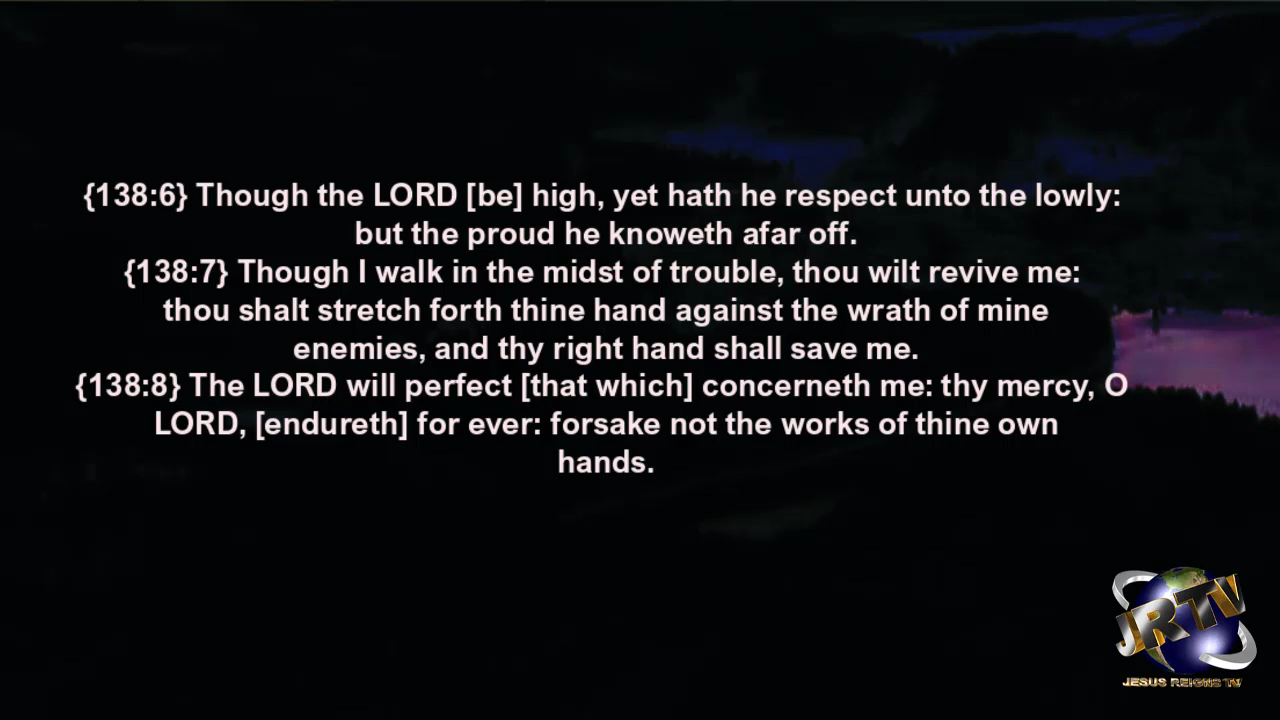 {138:6} Though the LORD [be] high, yet hath he respect unto the lowly:
but the proud he knoweth afar off.
{138:7} Though I walk in the midst of trouble, thou wilt revive me:
thou shalt stretch forth thine hand against the wrath of mine
enemies, and thy right hand shall save me.
{138:8} The LORD will perfect [that which] concerneth me: thy mercy, O
LORD, [endureth] for ever: forsake not the works of thine own
hands.
JRTV
JESUS REIGNS TV